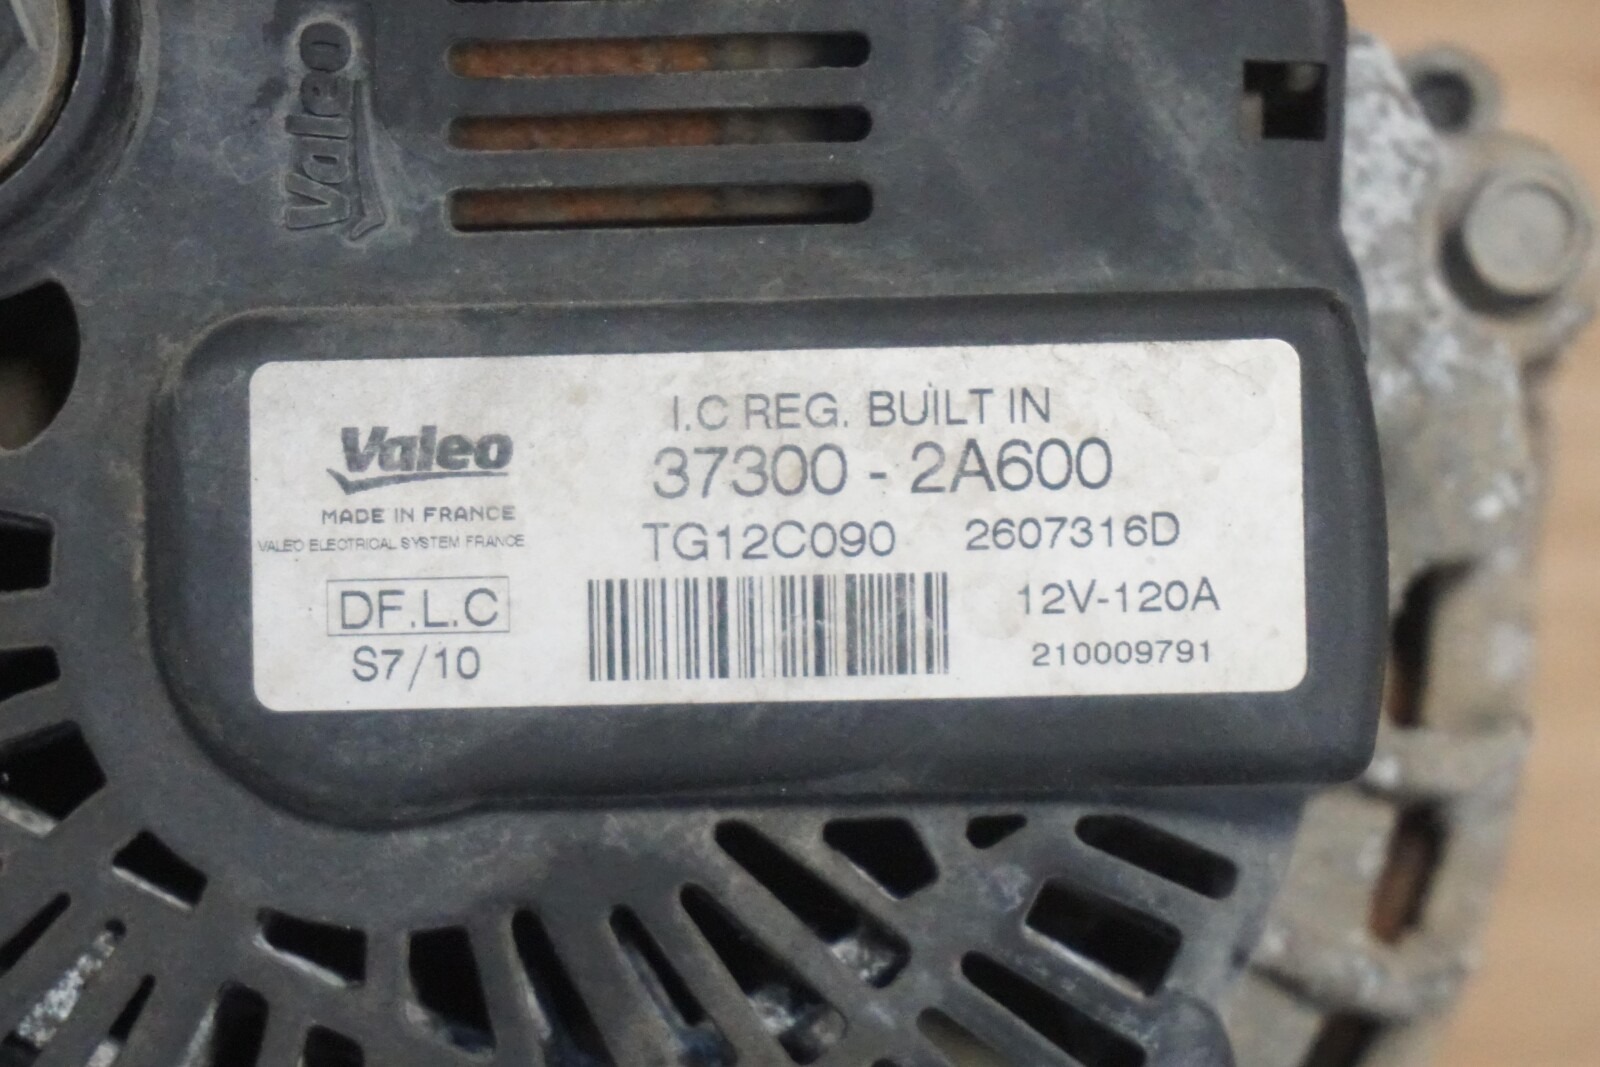 Valeo
I.C REG. BUILT IN
Valeo
37300 - 2A600
MADE IN FRANCE
VALEO ELECTRICAL SYSTEM FRANCE
TG12C090 2607316D
DF.L.C
12V-120A
S7/10
210009791